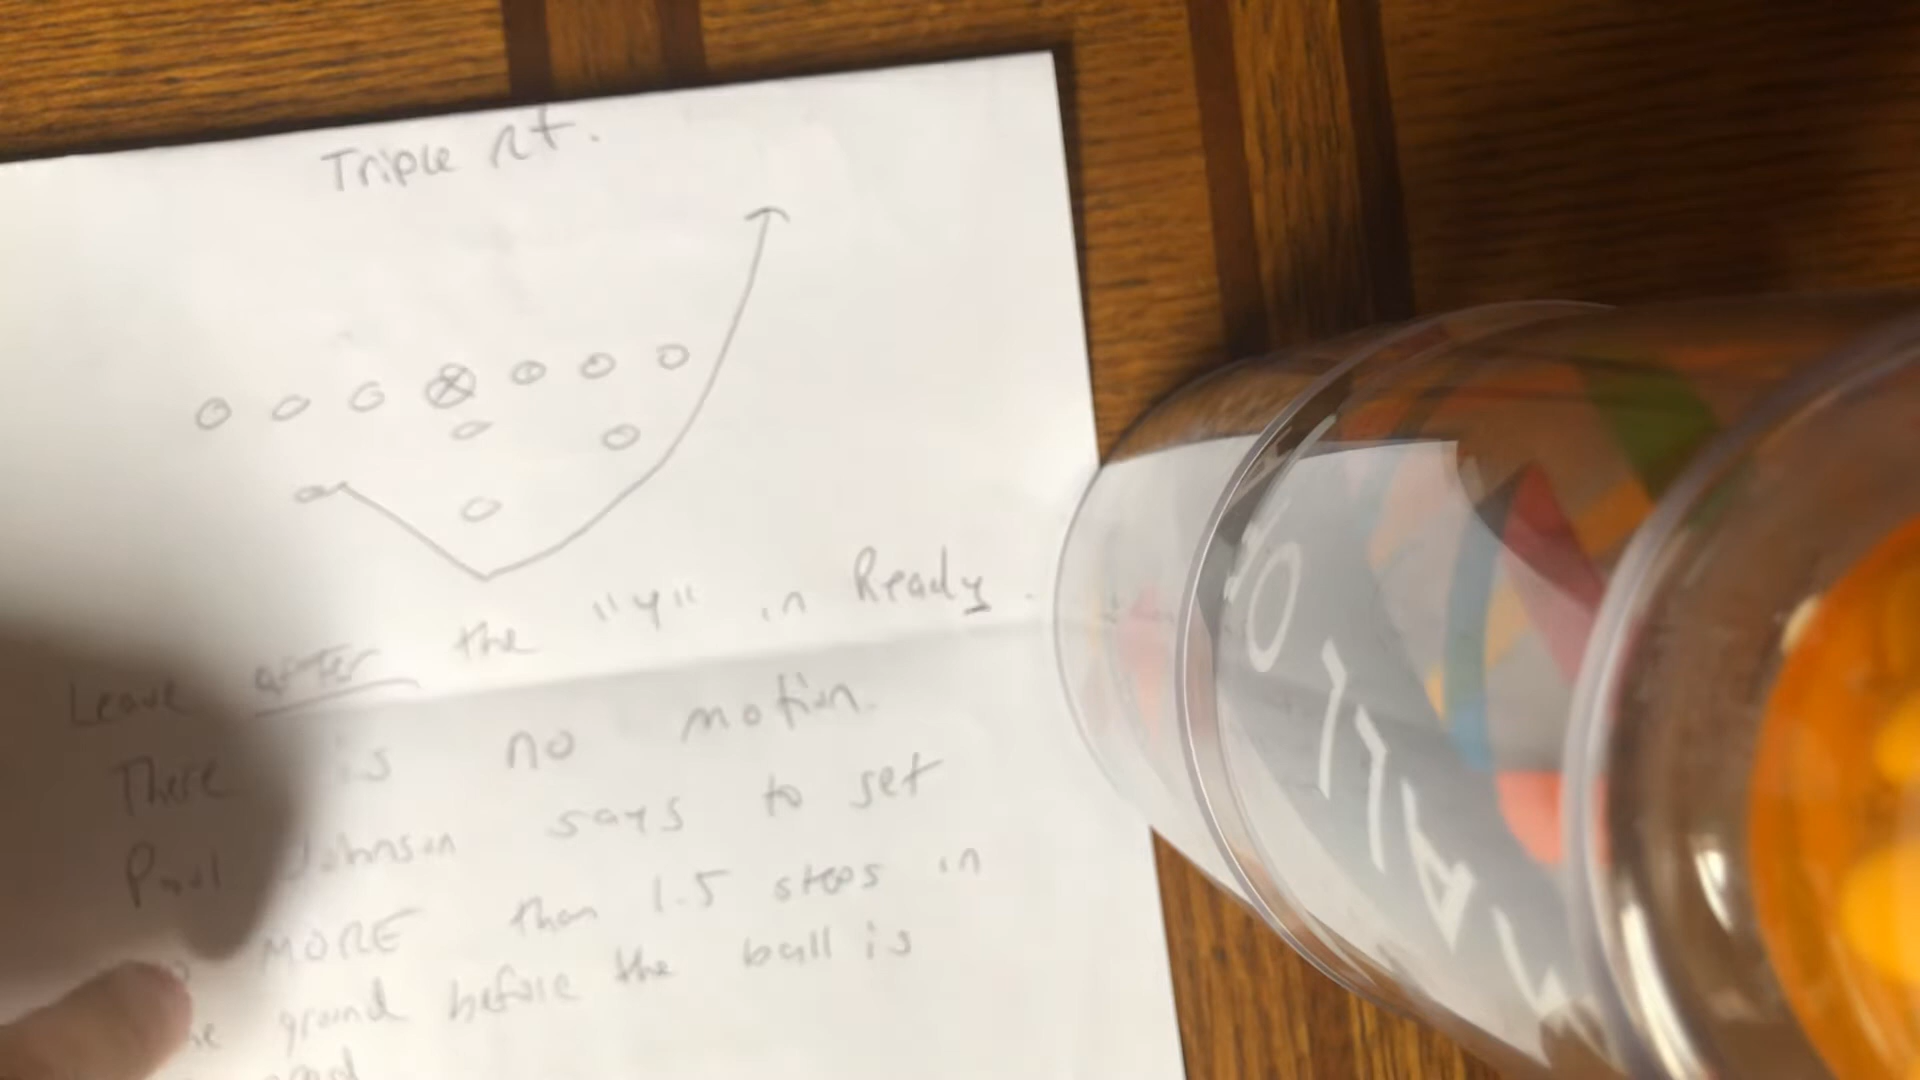 Triple rt.
Leave after the "y" in Ready.
There is no motion.
Paul Johnson says to set
MORE than 1.5 steps in
ground before the ball is